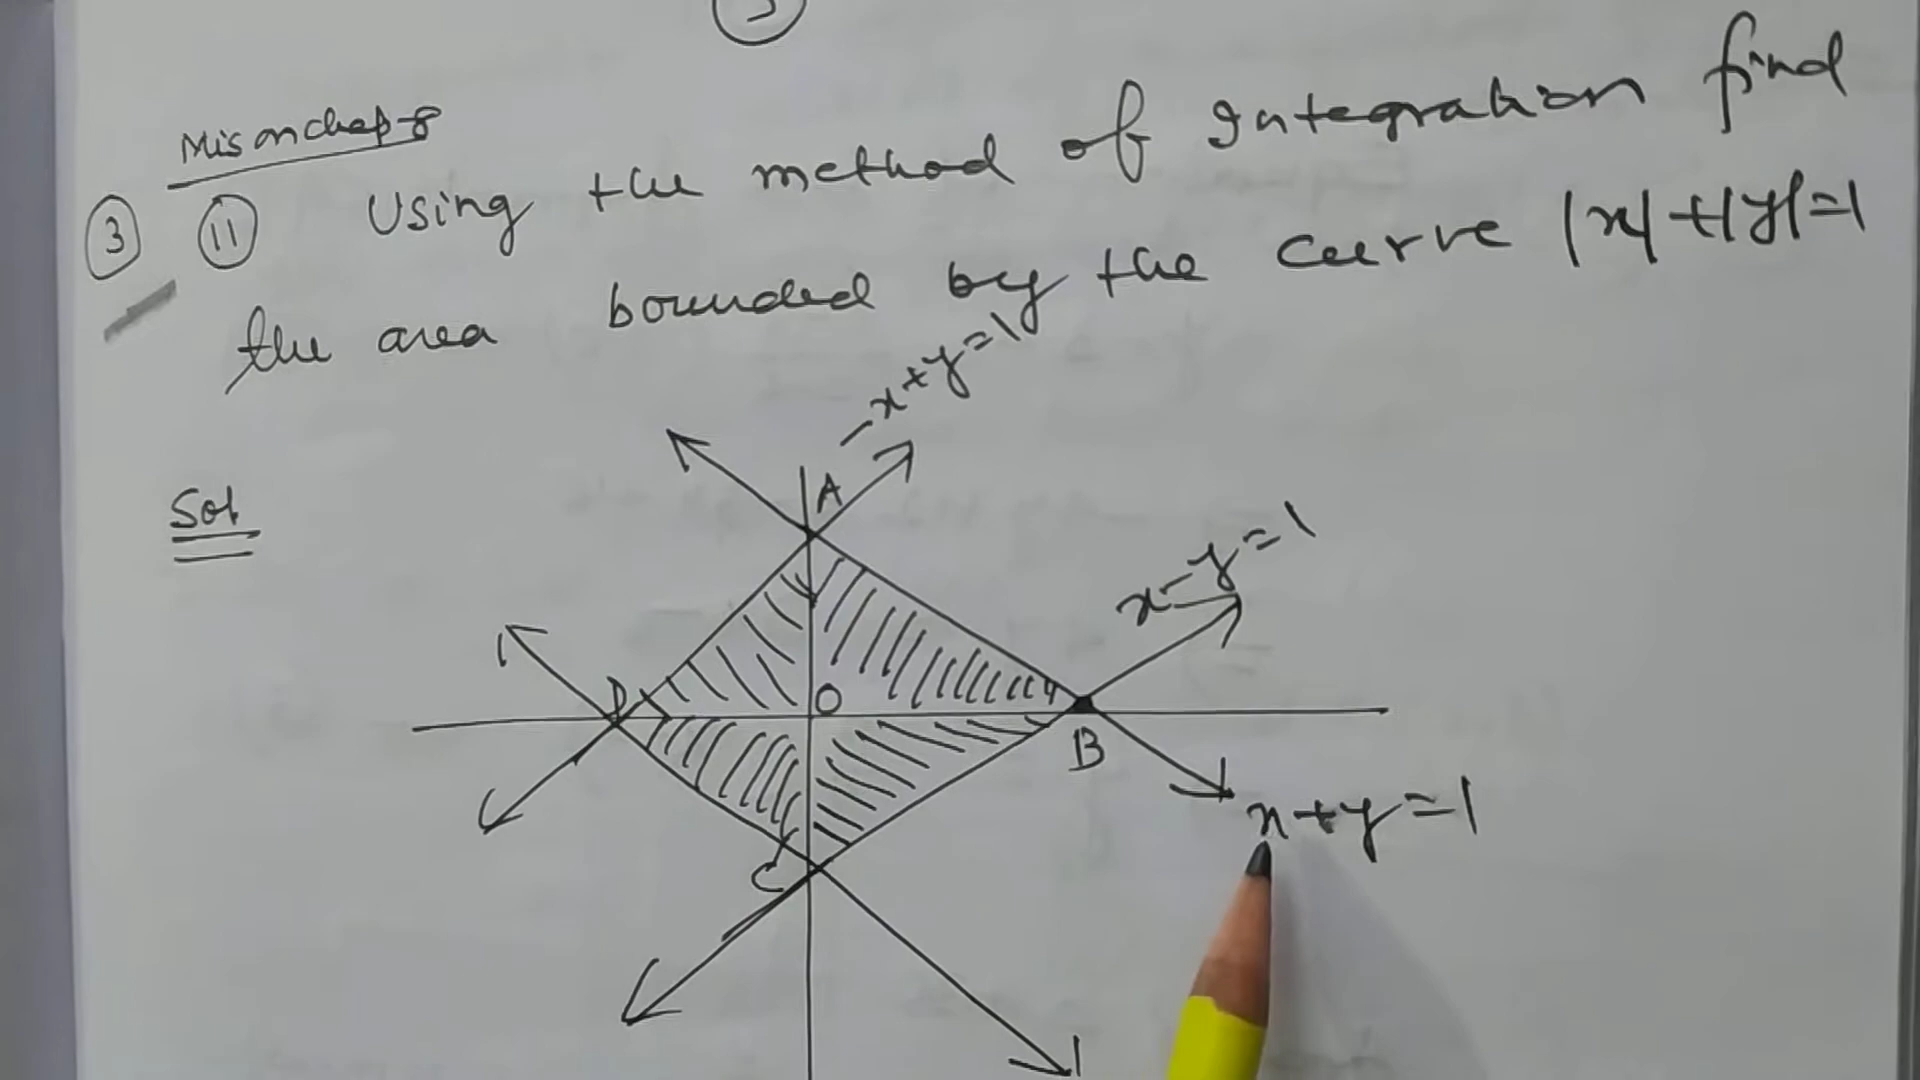 Mis on chap-8
③ ⑪ Using the method of Integration find
the area bounded by the curve |x|+|y|=1
-x+y=1
Sol
A
x-y=1
D
O
B
x+y=1
C